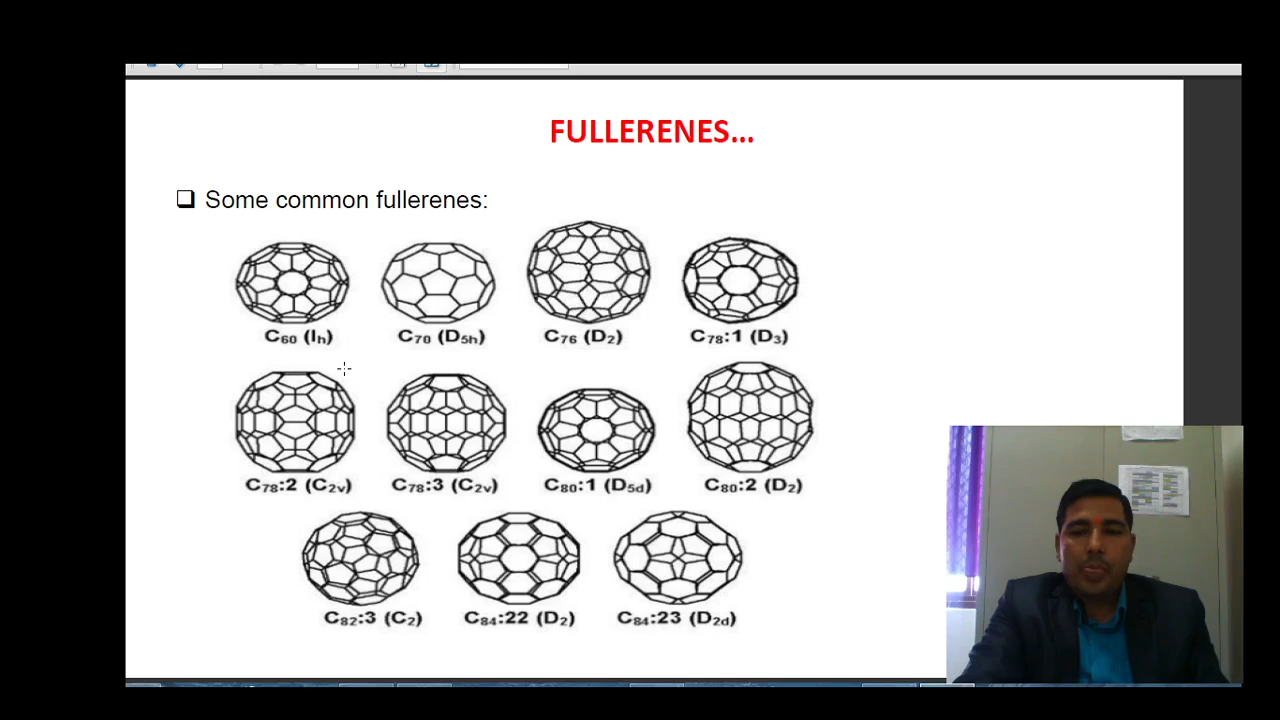 FULLERENES...
❑ Some common fullerenes:
C₆₀ (Iₕ) C₇₀ (D₅ₕ) C₇₆ (D₂) C₇₈:1 (D₃)
C₇₈:2 (C₂ᵥ) C₇₈:3 (C₂ᵥ) C₈₀:1 (D₅d) C₈₀:2 (D₂)
C₈₂:3 (C₂) C₈₄:22 (D₂) C₈₄:23 (D₂d)